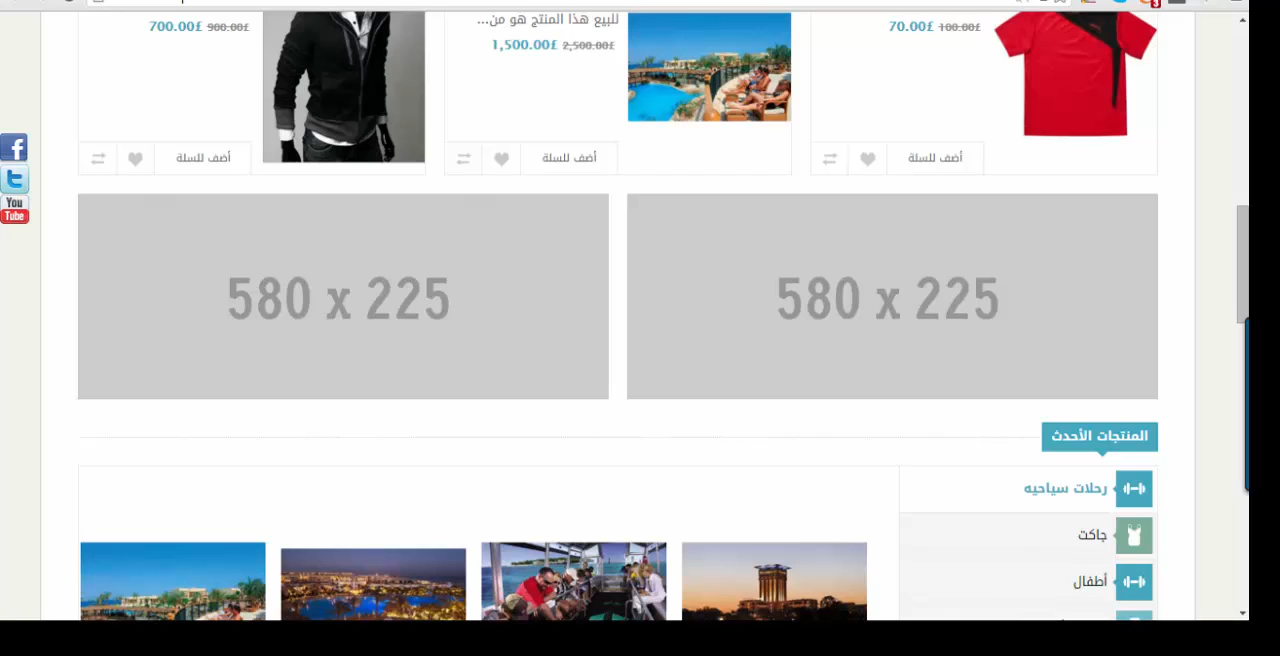 للبيع هذا المنتج هو من...
100.00£ 70.00£
2,500.00£ 1,500.00£
900.00£ 700.00£
أضف للسلة
أضف للسلة
أضف للسلة
You
Tube
580 x 225
580 x 225
المنتجات الأحدث
رحلات سياحيه
جاكت
أطفال